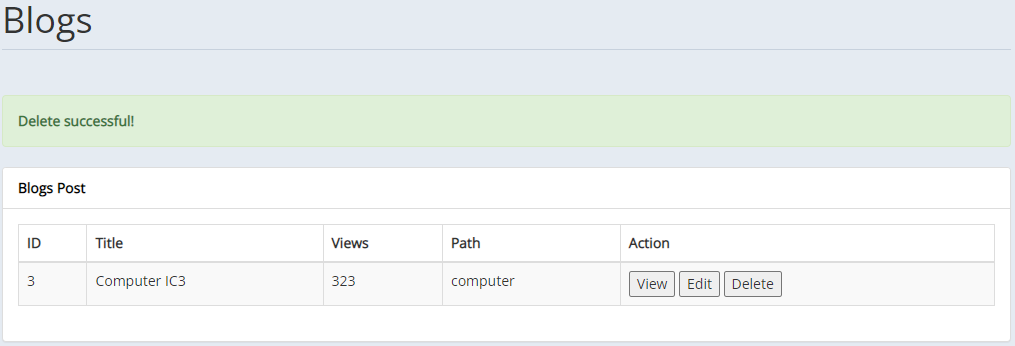 Blogs
Delete successful!
Blogs Post
ID Title Views Path Action
3 Computer IC3 323 computer View Edit Delete